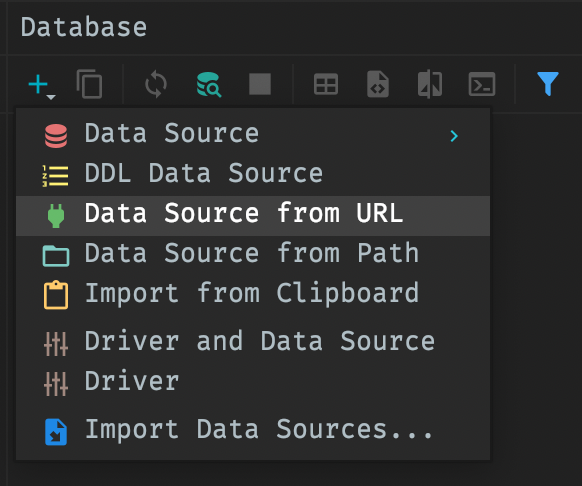 Database
Data Source
DDL Data Source
Data Source from URL
Data Source from Path
Import from Clipboard
Driver and Data Source
Driver
Import Data Sources...